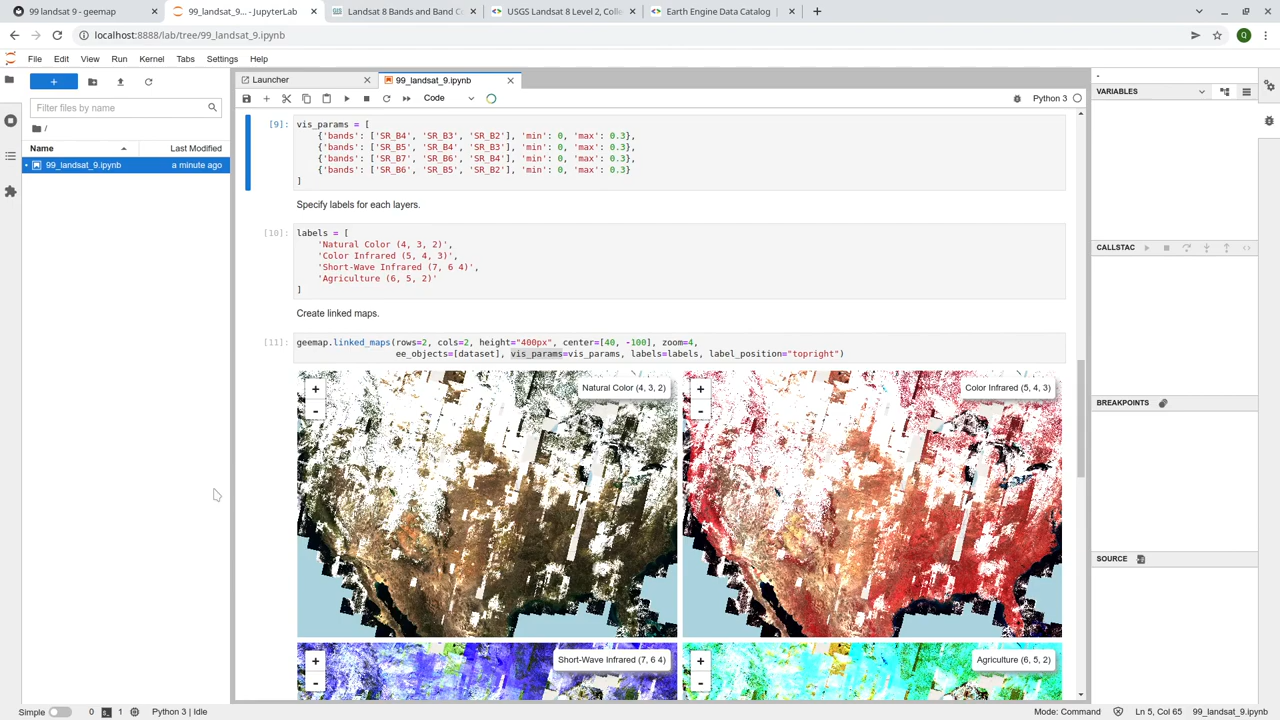 99 landsat 9 - geemap
99_landsat_9... - JupyterLab
Landsat 8 Bands and Band C
USGS Landsat 8 Level 2, Colle
Earth Engine Data Catalog
localhost:8888/lab/tree/99_landsat_9.ipynb
Q
File Edit View Run Kernel Tabs Settings Help
Filter files by name
/
Name Last Modified
99_landsat_9.ipynb a minute ago
Launcher
99_landsat_9.ipynb
Code
Python 3
[9]:
vis_params = [
{'bands': ['SR_B4', 'SR_B3', 'SR_B2'], 'min': 0, 'max': 0.3},
{'bands': ['SR_B5', 'SR_B4', 'SR_B3'], 'min': 0, 'max': 0.3},
{'bands': ['SR_B7', 'SR_B6', 'SR_B4'], 'min': 0, 'max': 0.3},
{'bands': ['SR_B6', 'SR_B5', 'SR_B2'], 'min': 0, 'max': 0.3}
]
Specify labels for each layers.
[10]:
labels = [
'Natural Color (4, 3, 2)',
'Color Infrared (5, 4, 3)',
'Short-Wave Infrared (7, 6 4)',
'Agriculture (6, 5, 2)'
]
Create linked maps.
[11]:
geemap.linked_maps(rows=2, cols=2, height="400px", center=[40, -100], zoom=4,
ee_objects=[dataset], vis_params=vis_params, labels=labels, label_position="topright")
+
-
Natural Color (4, 3, 2)
+
-
Color Infrared (5, 4, 3)
+
-
Short-Wave Infrared (7, 6 4)
+
-
Agriculture (6, 5, 2)
-
VARIABLES
CALLSTAC
BREAKPOINTS
SOURCE
Simple 0 1 Python 3 | Idle
Mode: Command Ln 5, Col 65 99_landsat_9.ipynb